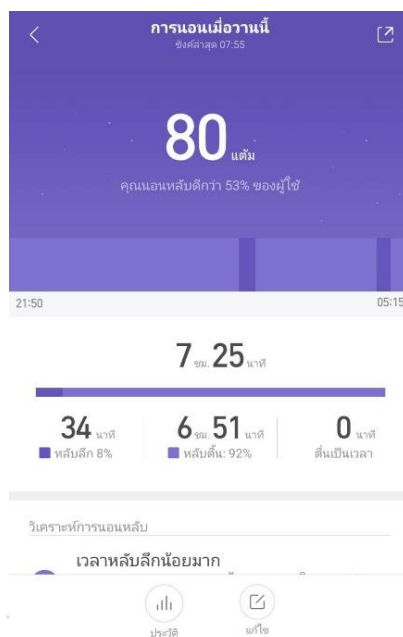 การนอนเมื่อวานนี้
ซิงค์ล่าสุด 07:55
80 แต้ม
คุณนอนหลับดีกว่า 53% ของผู้ใช้
21:50 05:15
7 ชม. 25 นาที
34 นาที 6 ชม. 51 นาที 0 นาที
หลับลึก 8% หลับตื้น: 92% ตื่นเป็นเวลา
วิเคราะห์การนอนหลับ
เวลาหลับลึกน้อยมาก
ประวัติ แก้ไข